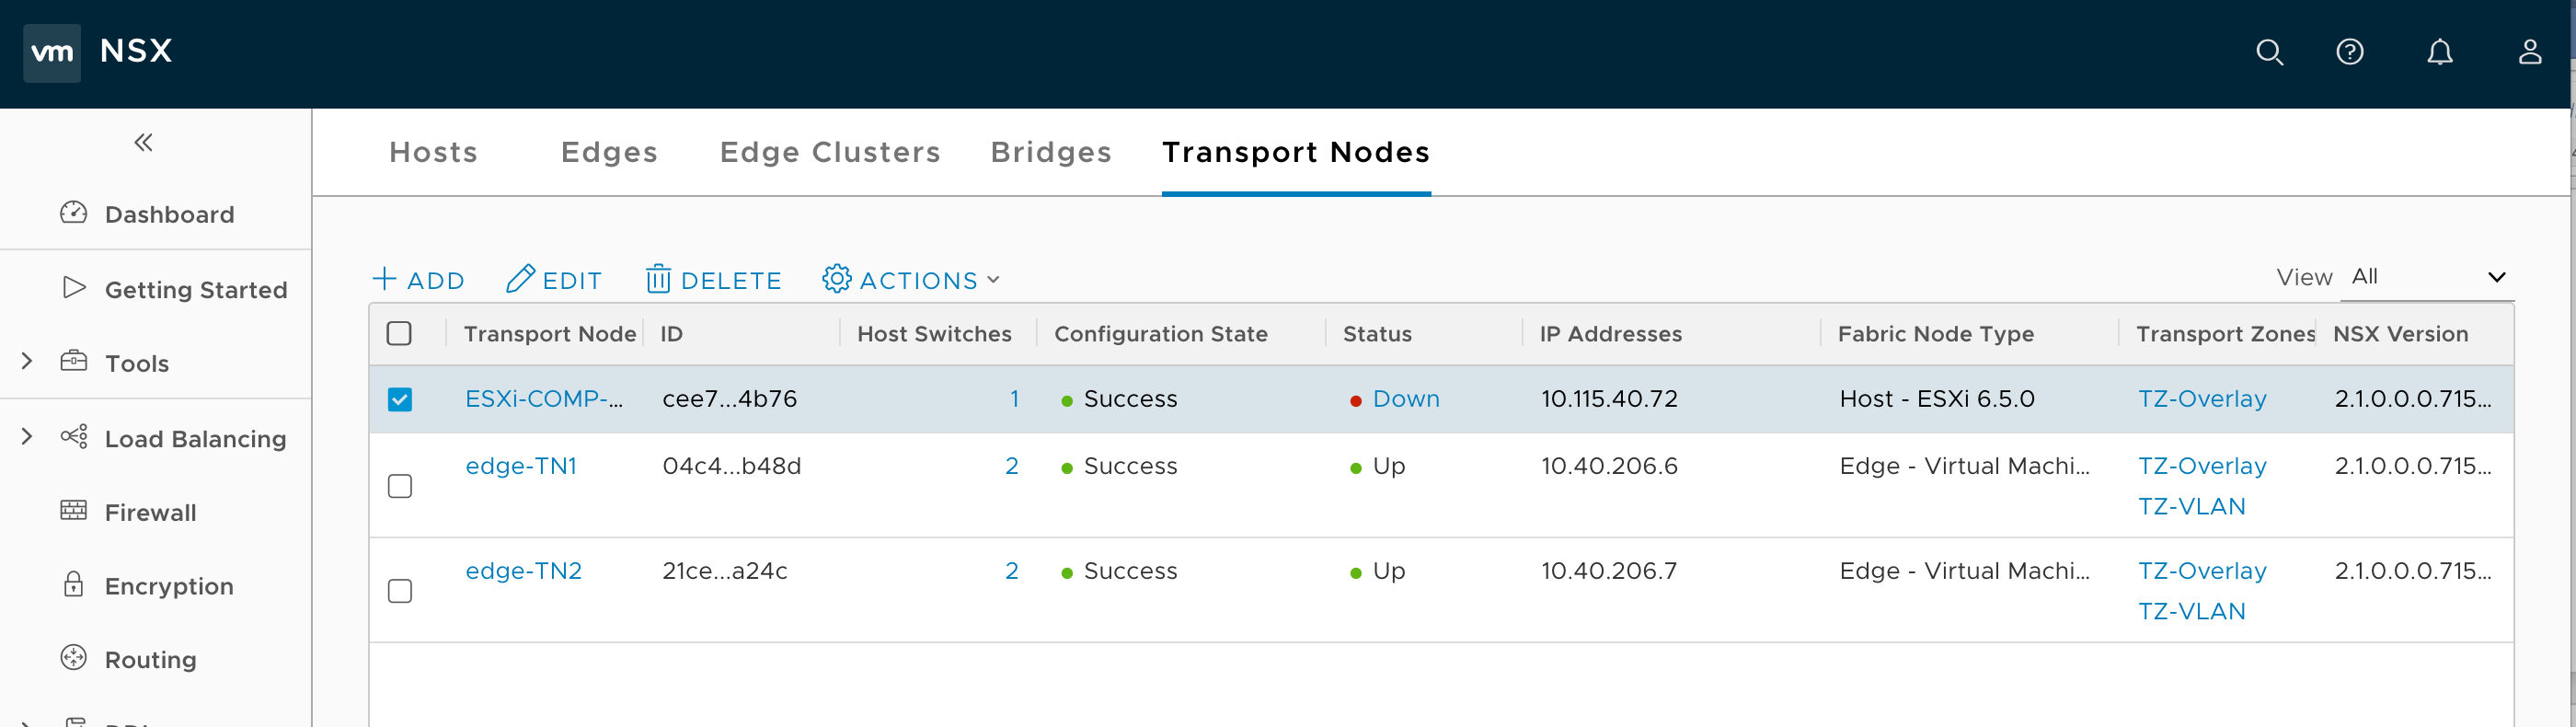 vm NSX
Hosts Edges Edge Clusters Bridges Transport Nodes
Dashboard
Getting Started
Tools
Load Balancing
Firewall
Encryption
Routing
+ ADD EDIT DELETE ACTIONS View All
Transport Node ID Host Switches Configuration State Status IP Addresses Fabric Node Type Transport Zones NSX Version
ESXi-COMP-... cee7...4b76 1 Success Down 10.115.40.72 Host - ESXi 6.5.0 TZ-Overlay 2.1.0.0.0.715...
edge-TN1 04c4...b48d 2 Success Up 10.40.206.6 Edge - Virtual Machi... TZ-Overlay 2.1.0.0.0.715...
TZ-VLAN
edge-TN2 21ce...a24c 2 Success Up 10.40.206.7 Edge - Virtual Machi... TZ-Overlay 2.1.0.0.0.715...
TZ-VLAN